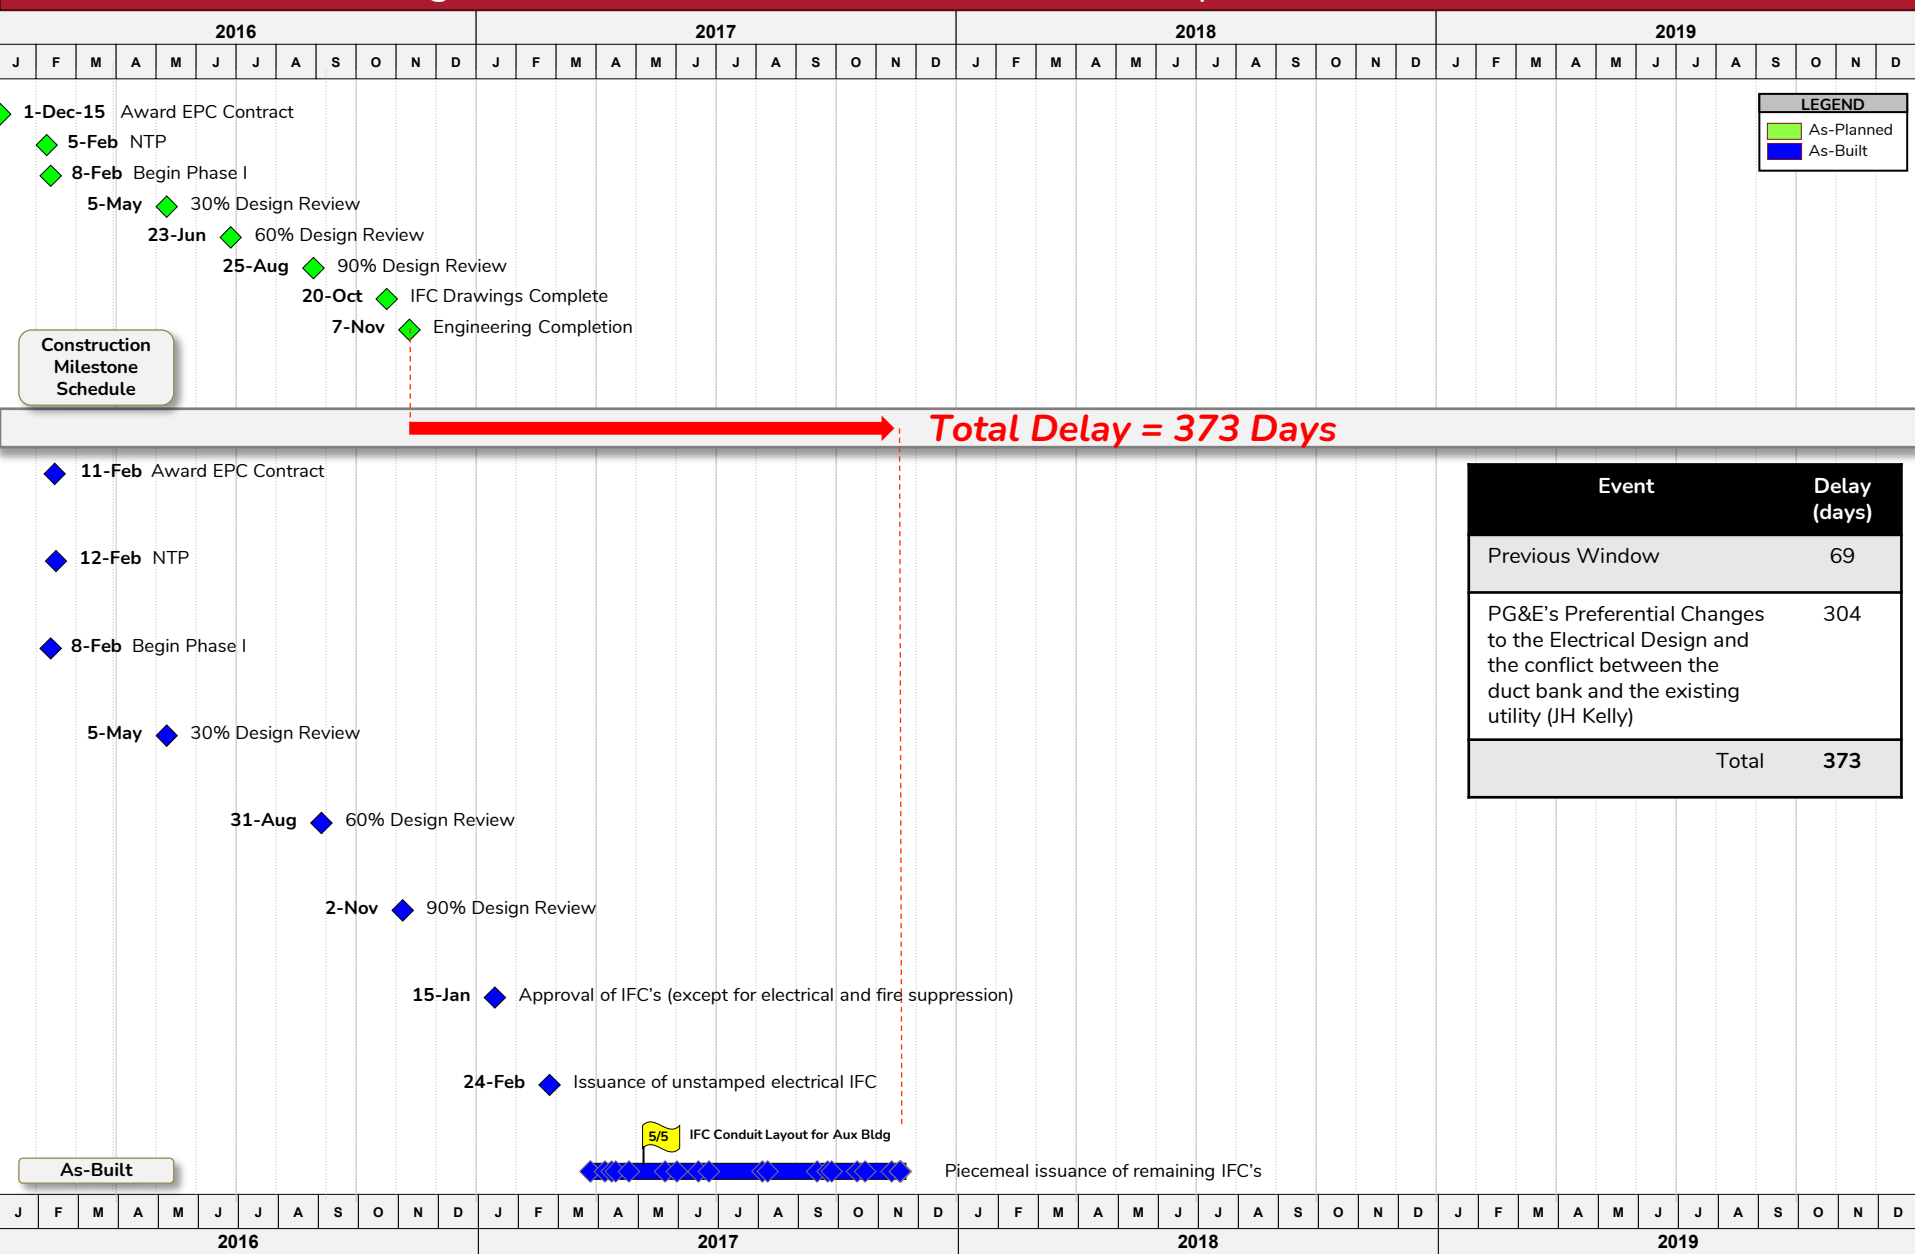 2016 2017 2018 2019
J F M A M J J A S O N D J F M A M J J A S O N D J F M A M J J A S O N D J F M A M J J A S O N D
1-Dec-15 Award EPC Contract
5-Feb NTP
8-Feb Begin Phase I
5-May 30% Design Review
23-Jun 60% Design Review
25-Aug 90% Design Review
20-Oct IFC Drawings Complete
7-Nov Engineering Completion
LEGEND
As-Planned
As-Built
Construction
Milestone
Schedule
Total Delay = 373 Days
11-Feb Award EPC Contract
12-Feb NTP
8-Feb Begin Phase I
5-May 30% Design Review
31-Aug 60% Design Review
2-Nov 90% Design Review
15-Jan Approval of IFC's (except for electrical and fire suppression)
24-Feb Issuance of unstamped electrical IFC
5/5 IFC Conduit Layout for Aux Bldg
As-Built
Piecemeal issuance of remaining IFC's
Event Delay
(days)
Previous Window 69
PG&E's Preferential Changes 304
to the Electrical Design and
the conflict between the
duct bank and the existing
utility (JH Kelly)
Total 373
J F M A M J J A S O N D J F M A M J J A S O N D J F M A M J J A S O N D J F M A M J J A S O N D
2016 2017 2018 2019